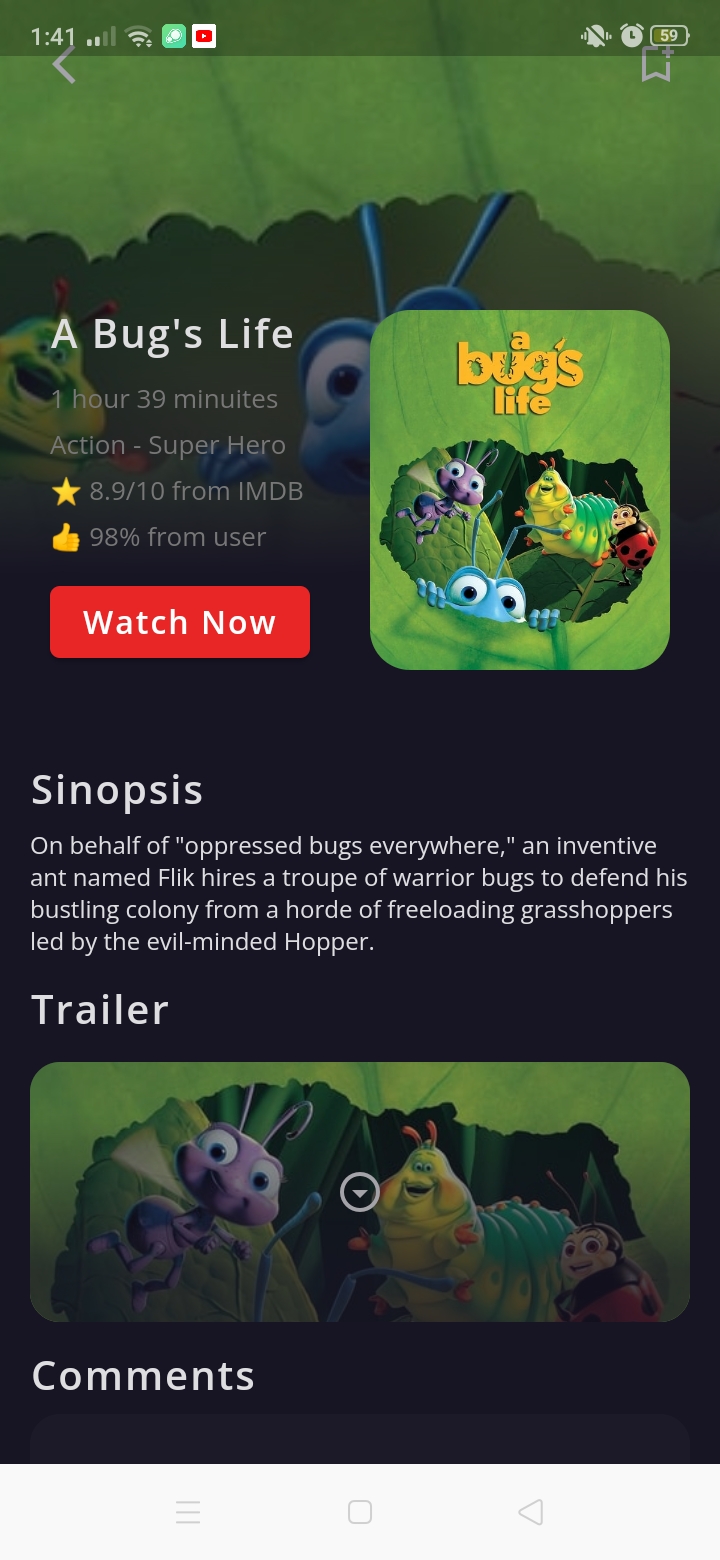 1:41
59
A Bug's Life
1 hour 39 minuites
Action - Super Hero
8.9/10 from IMDB
98% from user
Watch Now
a
bug's
life
Sinopsis
On behalf of "oppressed bugs everywhere," an inventive
ant named Flik hires a troupe of warrior bugs to defend his
bustling colony from a horde of freeloading grasshoppers
led by the evil-minded Hopper.
Trailer
Comments